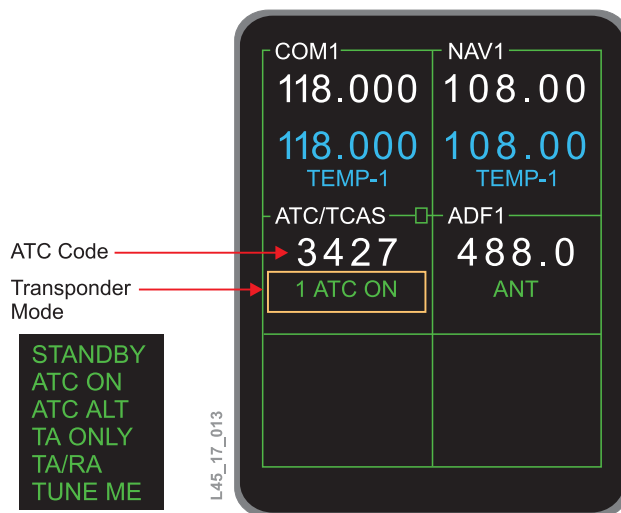 COM1 NAV1
118.000 108.00
118.000 108.00
TEMP-1 TEMP-1
ATC/TCAS ADF1
ATC Code 3427 488.0
Transponder Mode 1 ATC ON ANT
STANDBY
ATC ON
ATC ALT
TA ONLY
TA/RA
TUNE ME
L45_17_013